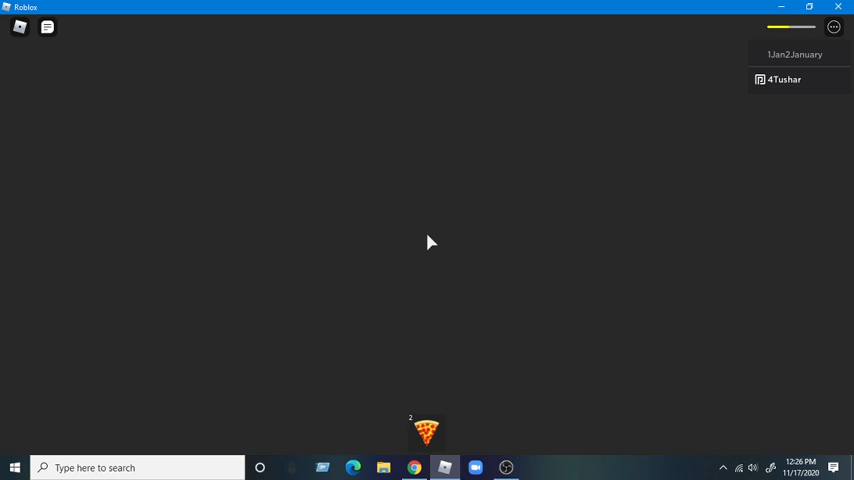 Roblox
1Jan2January
4Tushar
2
Type here to search
12:26 PM
11/17/2020